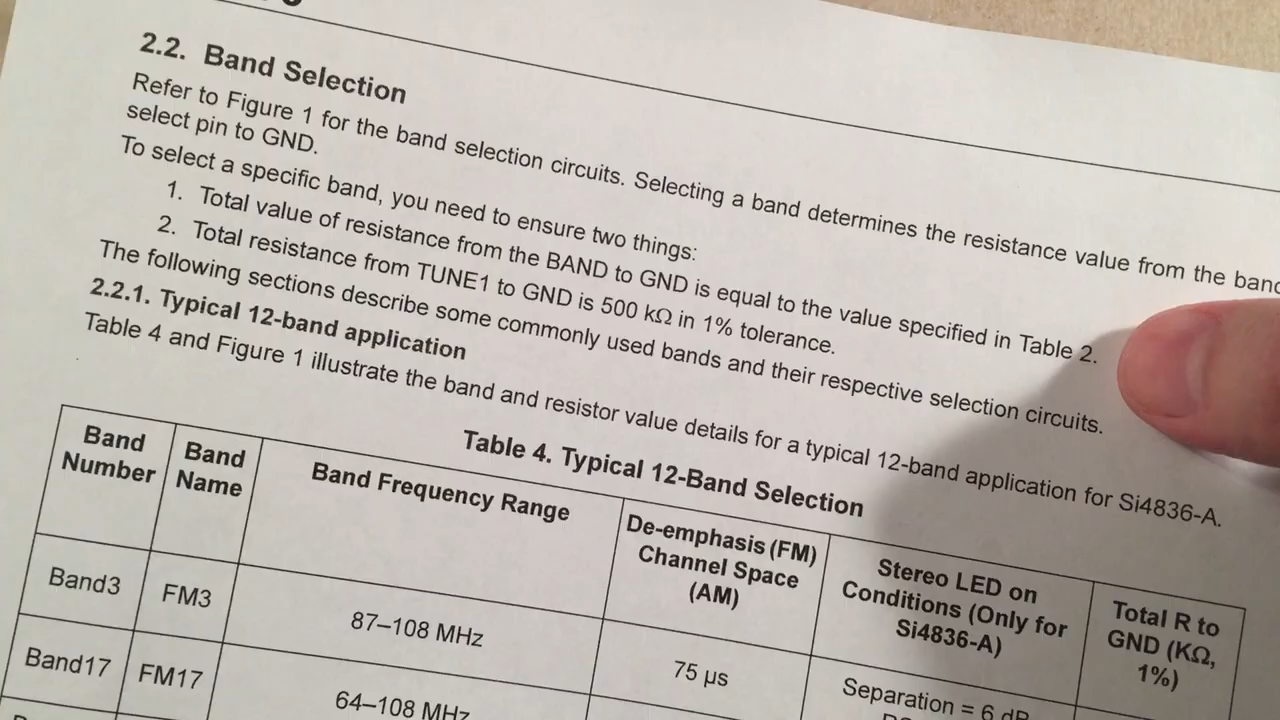 2.2. Band Selection
Refer to Figure 1 for the band selection circuits. Selecting a band determines the resistance value from the band
select pin to GND.
To select a specific band, you need to ensure two things:
1. Total value of resistance from the BAND to GND is equal to the value specified in Table 2.
2. Total resistance from TUNE1 to GND is 500 kΩ in 1% tolerance.
The following sections describe some commonly used bands and their respective selection circuits.
2.2.1. Typical 12-band application
Table 4 and Figure 1 illustrate the band and resistor value details for a typical 12-band application for Si4836-A.
Table 4. Typical 12-Band Selection
Band
Number
Band
Name
Band Frequency Range
De-emphasis (FM)
Channel Space
(AM)
Stereo LED on
Conditions (Only for
Si4836-A)
Total R to
GND (KΩ,
1%)
Band3
FM3
87–108 MHz
75 µs
Separation = 6 dB
Band17
FM17
64–108 MHz